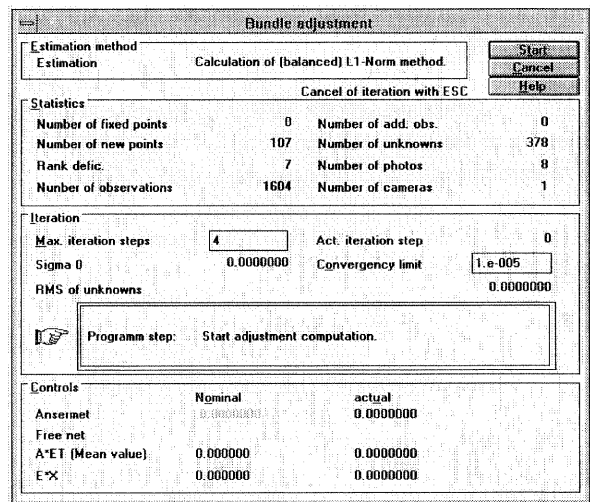 Bundle adjustment
Estimation method
Estimation Calculation of (balanced) L1-Norm method.
Start
Cancel
Help
Cancel of iteration with ESC
Statistics
Number of fixed points 0 Number of add. obs. 0
Number of new points 107 Number of unknowns 378
Rank defic. 7 Number of photos 8
Nunber of observations 1604 Number of cameras 1
Iteration
Max. iteration steps 4 Act. iteration step 0
Sigma 0 0.0000000 Convergency limit 1.e-005
RMS of unknowns 0.0000000
Programm step: Start adjustment computation.
Controls
Nominal actual
Ansermet 0.0000000 0.0000000
Free net
A*ET (Mean value) 0.000000 0.0000000
E*X 0.000000 0.0000000